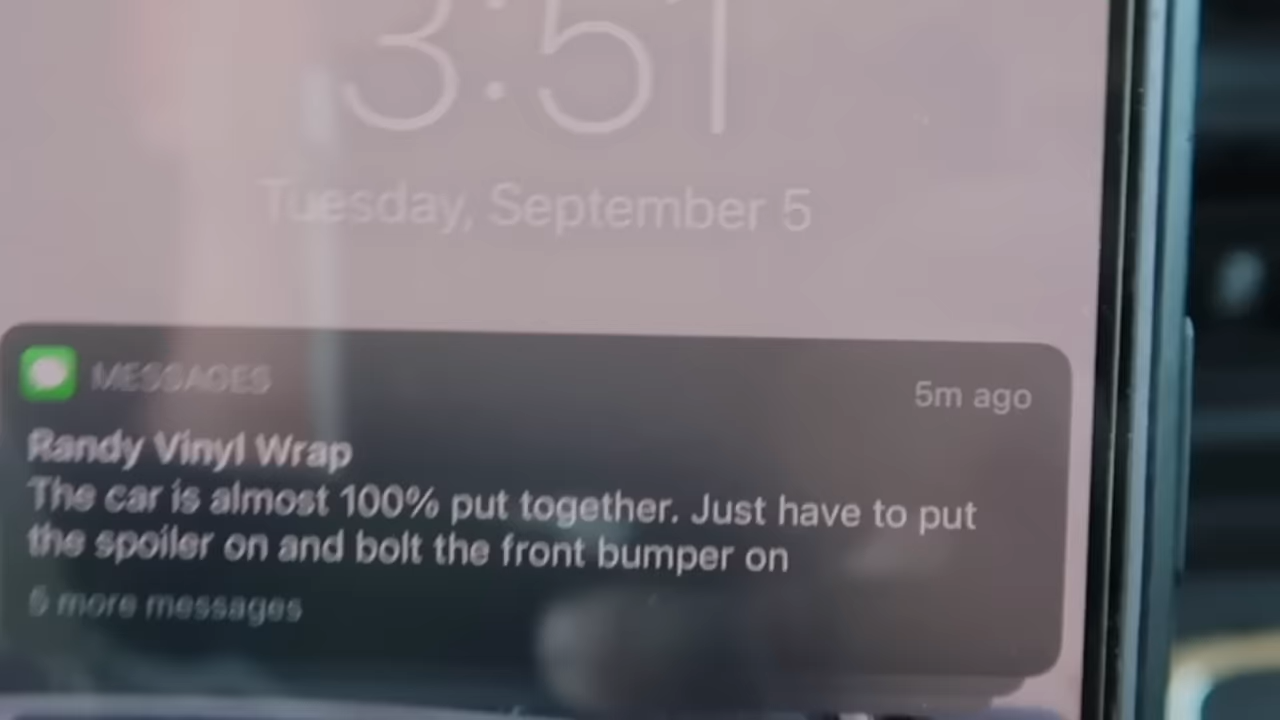 3:51
Tuesday, September 5
MESSAGES
5m ago
Randy Vinyl Wrap
The car is almost 100% put together. Just have to put
the spoiler on and bolt the front bumper on
5 more messages